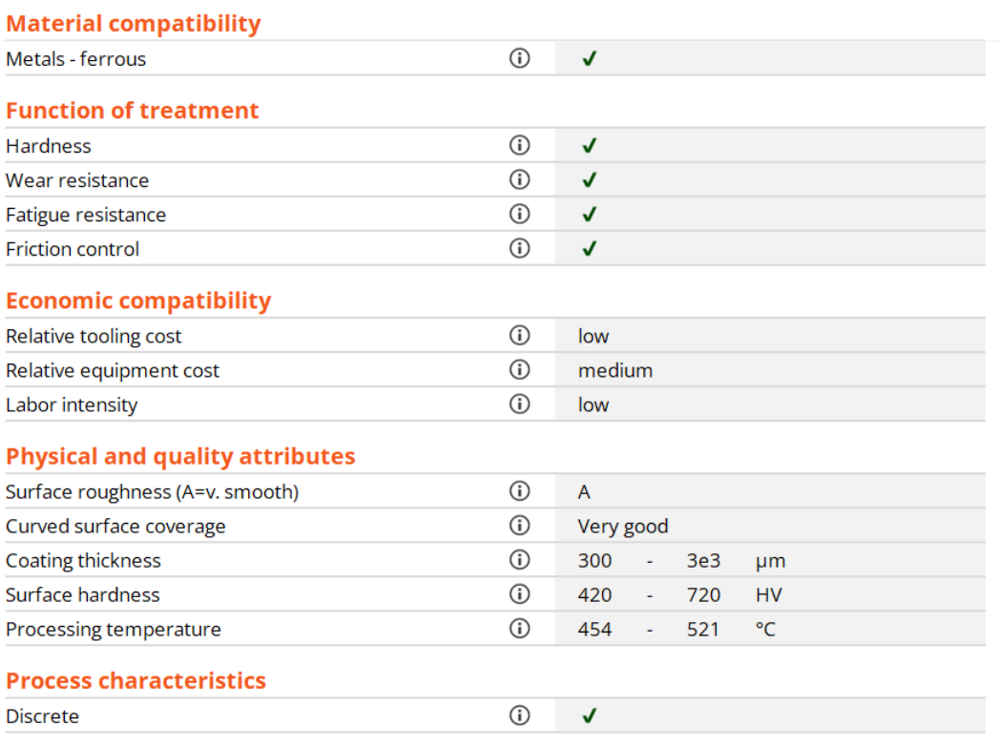 Material compatibility
Metals - ferrous ⓘ ✔
Function of treatment
Hardness ⓘ ✔
Wear resistance ⓘ ✔
Fatigue resistance ⓘ ✔
Friction control ⓘ ✔
Economic compatibility
Relative tooling cost ⓘ low
Relative equipment cost ⓘ medium
Labor intensity ⓘ low
Physical and quality attributes
Surface roughness (A=v. smooth) ⓘ A
Curved surface coverage ⓘ Very good
Coating thickness ⓘ 300 - 3e3 µm
Surface hardness ⓘ 420 - 720 HV
Processing temperature ⓘ 454 - 521 °C
Process characteristics
Discrete ⓘ ✔